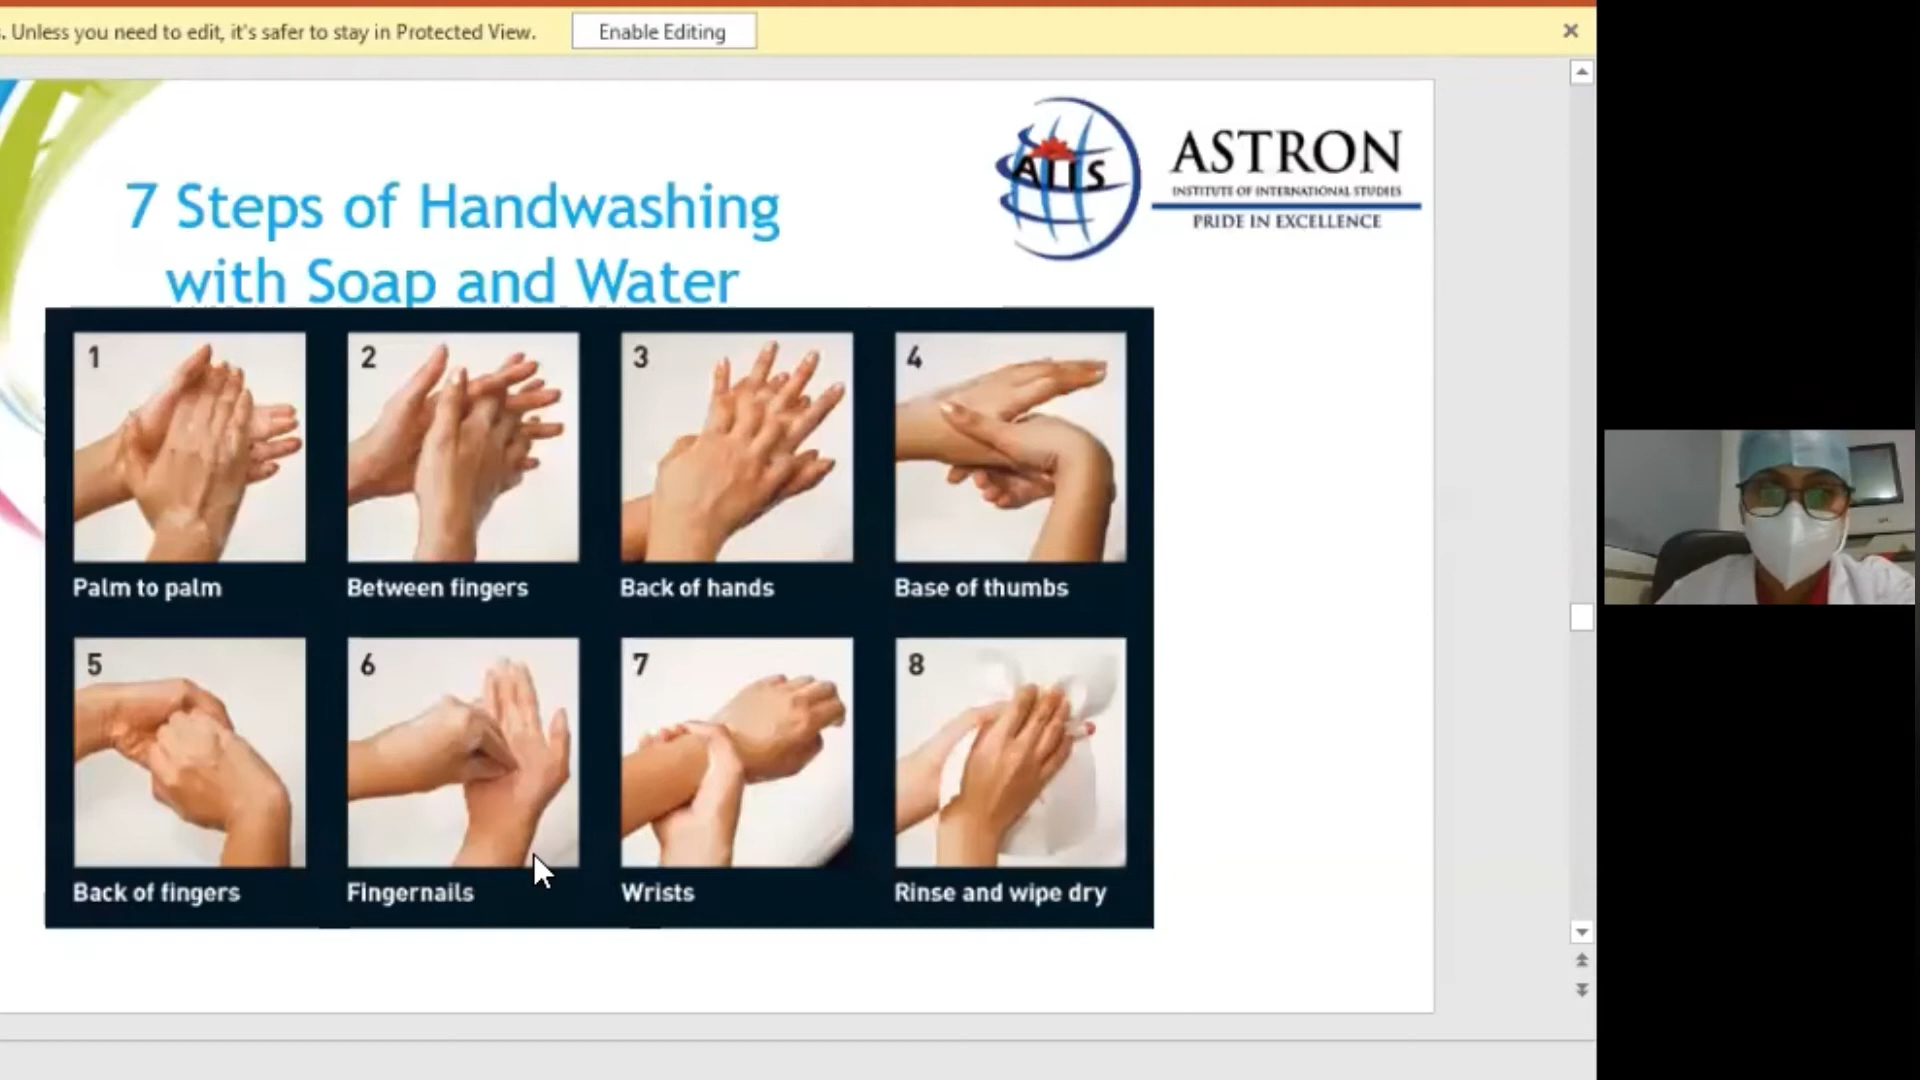 . Unless you need to edit, it's safer to stay in Protected View.
Enable Editing
AIIS
ASTRON
INSTITUTE OF INTERNATIONAL STUDIES
PRIDE IN EXCELLENCE
7 Steps of Handwashing
with Soap and Water
1
2
3
4
Palm to palm
Between fingers
Back of hands
Base of thumbs
5
6
7
8
Back of fingers
Fingernails
Wrists
Rinse and wipe dry